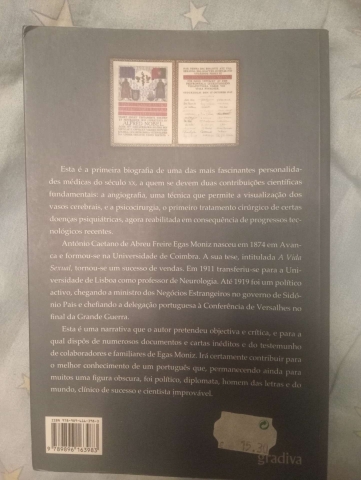 Esta é a primeira biografia de uma das mais fascinantes personalida-
des médicas do século XX, a quem se devem duas contribuições científicas
fundamentais: a angiografia, uma técnica que permite a visualização dos
vasos cerebrais, e a psicocirurgia, o primeiro tratamento cirúrgico de certas
doenças psiquiátricas, agora reabilitada em consequência de progressos tec-
nológicos recentes.
António Caetano de Abreu Freire Egas Moniz nasceu em 1874 em Avan-
ca e formou-se na Universidade de Coimbra. A sua tese, intitulada A Vida
Sexual, tornou-se um sucesso de vendas. Em 1911 transferiu-se para a Uni-
versidade de Lisboa como professor de Neurologia. Até 1919 foi um político
activo, chegando a ministro dos Negócios Estrangeiros no governo de Sidó-
nio Pais e chefiando a delegação portuguesa à Conferência de Versalhes no
final da Grande Guerra.
Esta é uma narrativa que o autor pretendeu objectiva e crítica, e para a
qual dispôs de numerosos documentos e cartas inéditos e do testemunho
de colaboradores e familiares de Egas Moniz. Irá certamente contribuir para
o melhor conhecimento de um português que, permanecendo ainda para
muitos uma figura obscura, foi político, diplomata, homem das letras e do
mundo, clínico de sucesso e cientista improvável.
gradiva